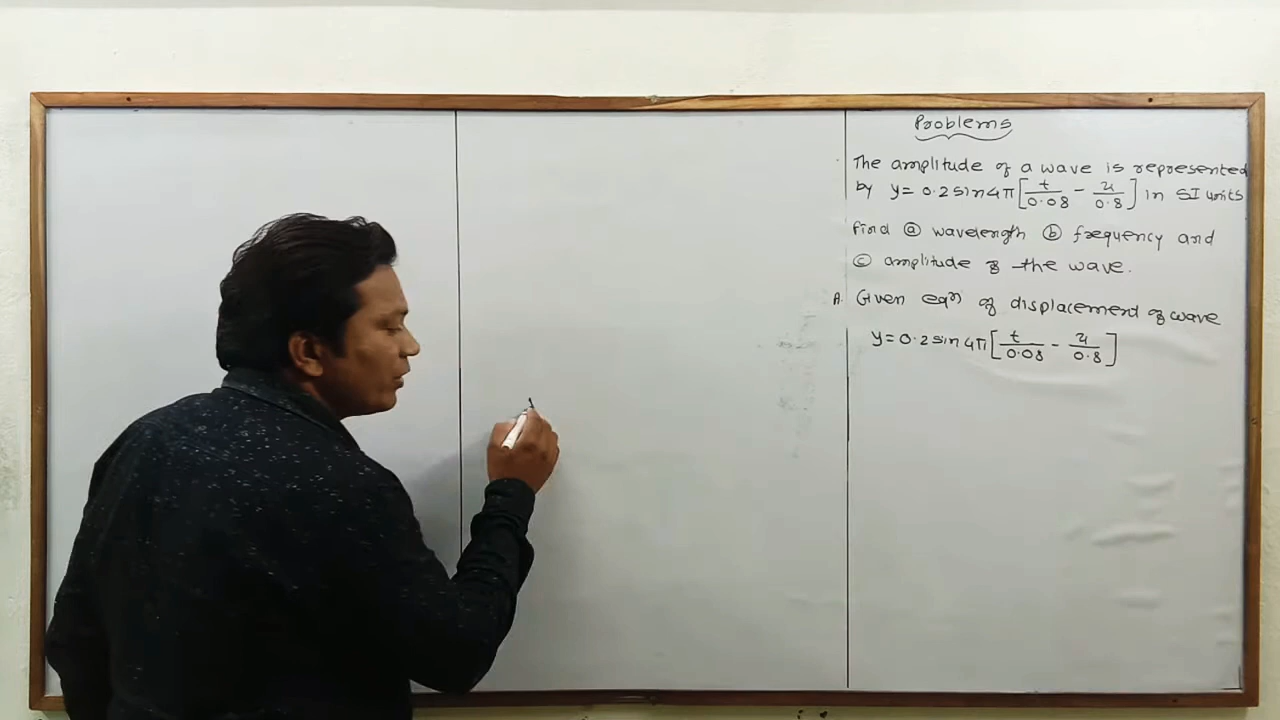 Problems
The amplitude of a wave is represented
by y = 0.2 sin 4π [t/0.08 - x/0.8] in SI units
Find ⓐ wavelength ⓑ frequency and
ⓒ amplitude of the wave.
A. Given eqn of displacement of wave
y = 0.2 sin 4π [t/0.08 - x/0.8]